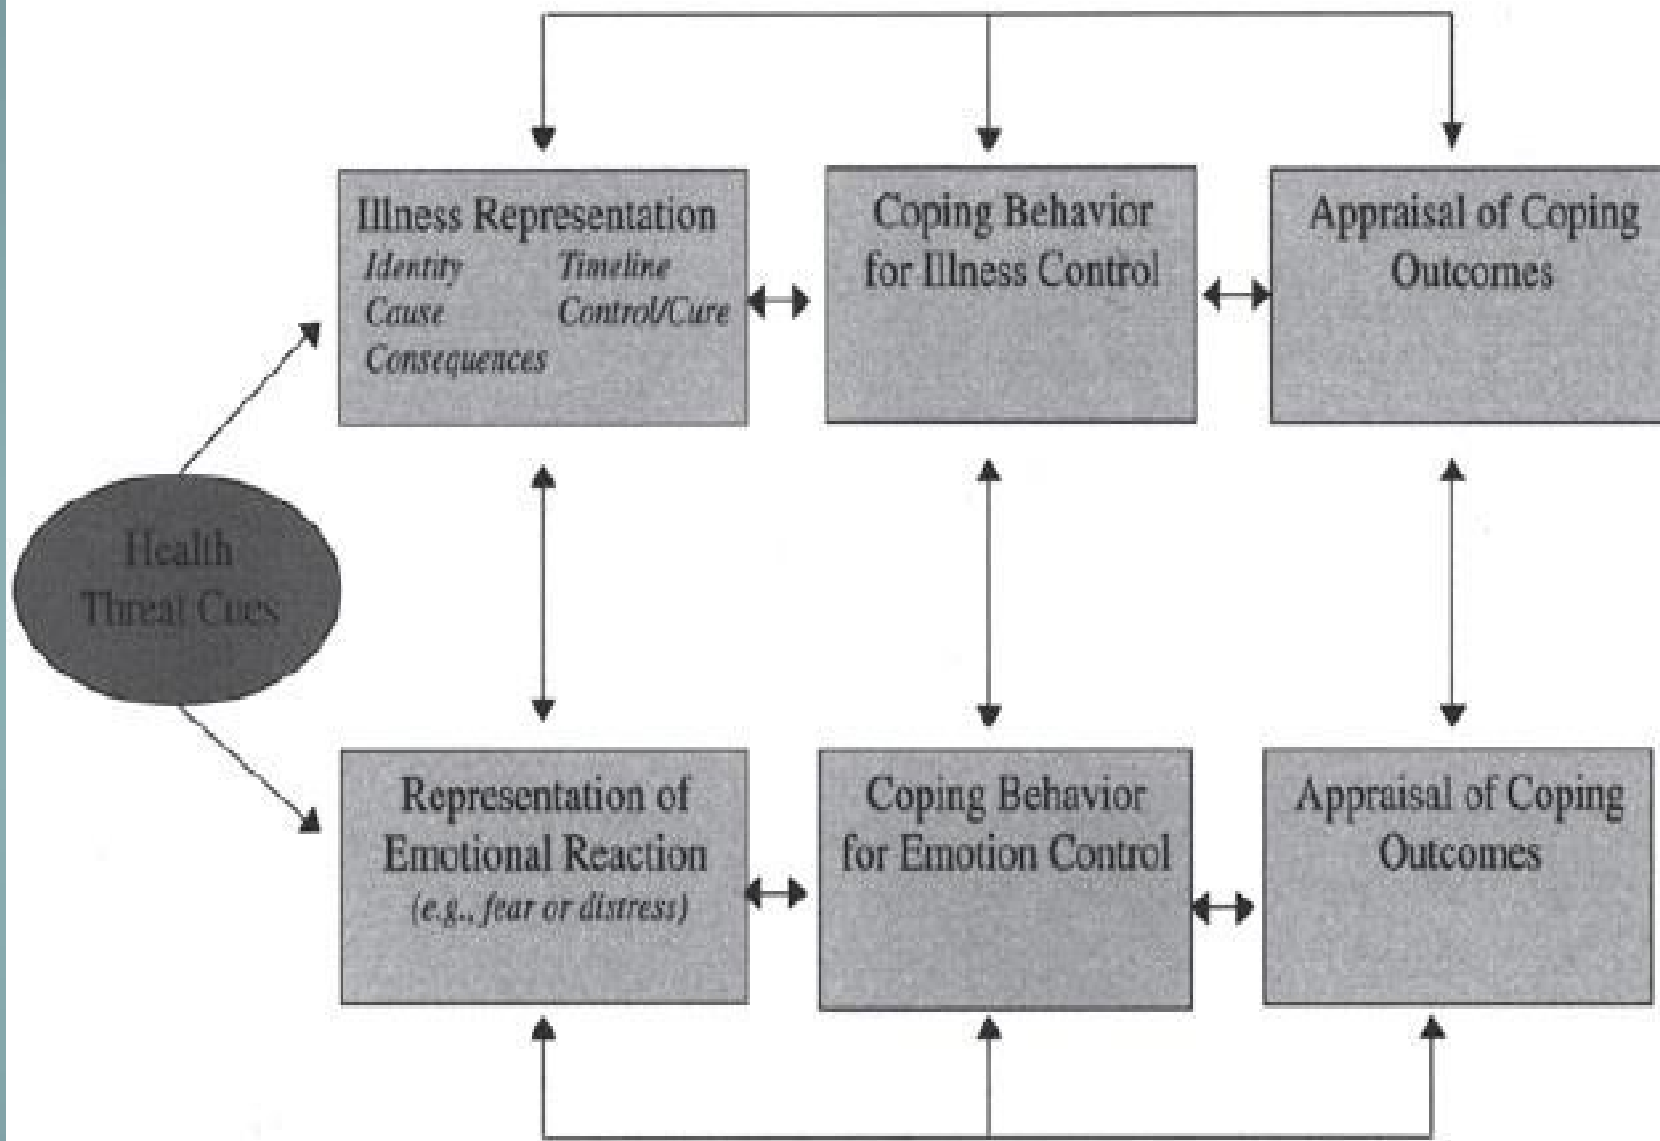 Illness Representation
Identity Timeline
Cause Control/Cure
Consequences
Coping Behavior
for Illness Control
Appraisal of Coping
Outcomes
Health
Threat Cues
Representation of
Emotional Reaction
(e.g., fear or distress)
Coping Behavior
for Emotion Control
Appraisal of Coping
Outcomes